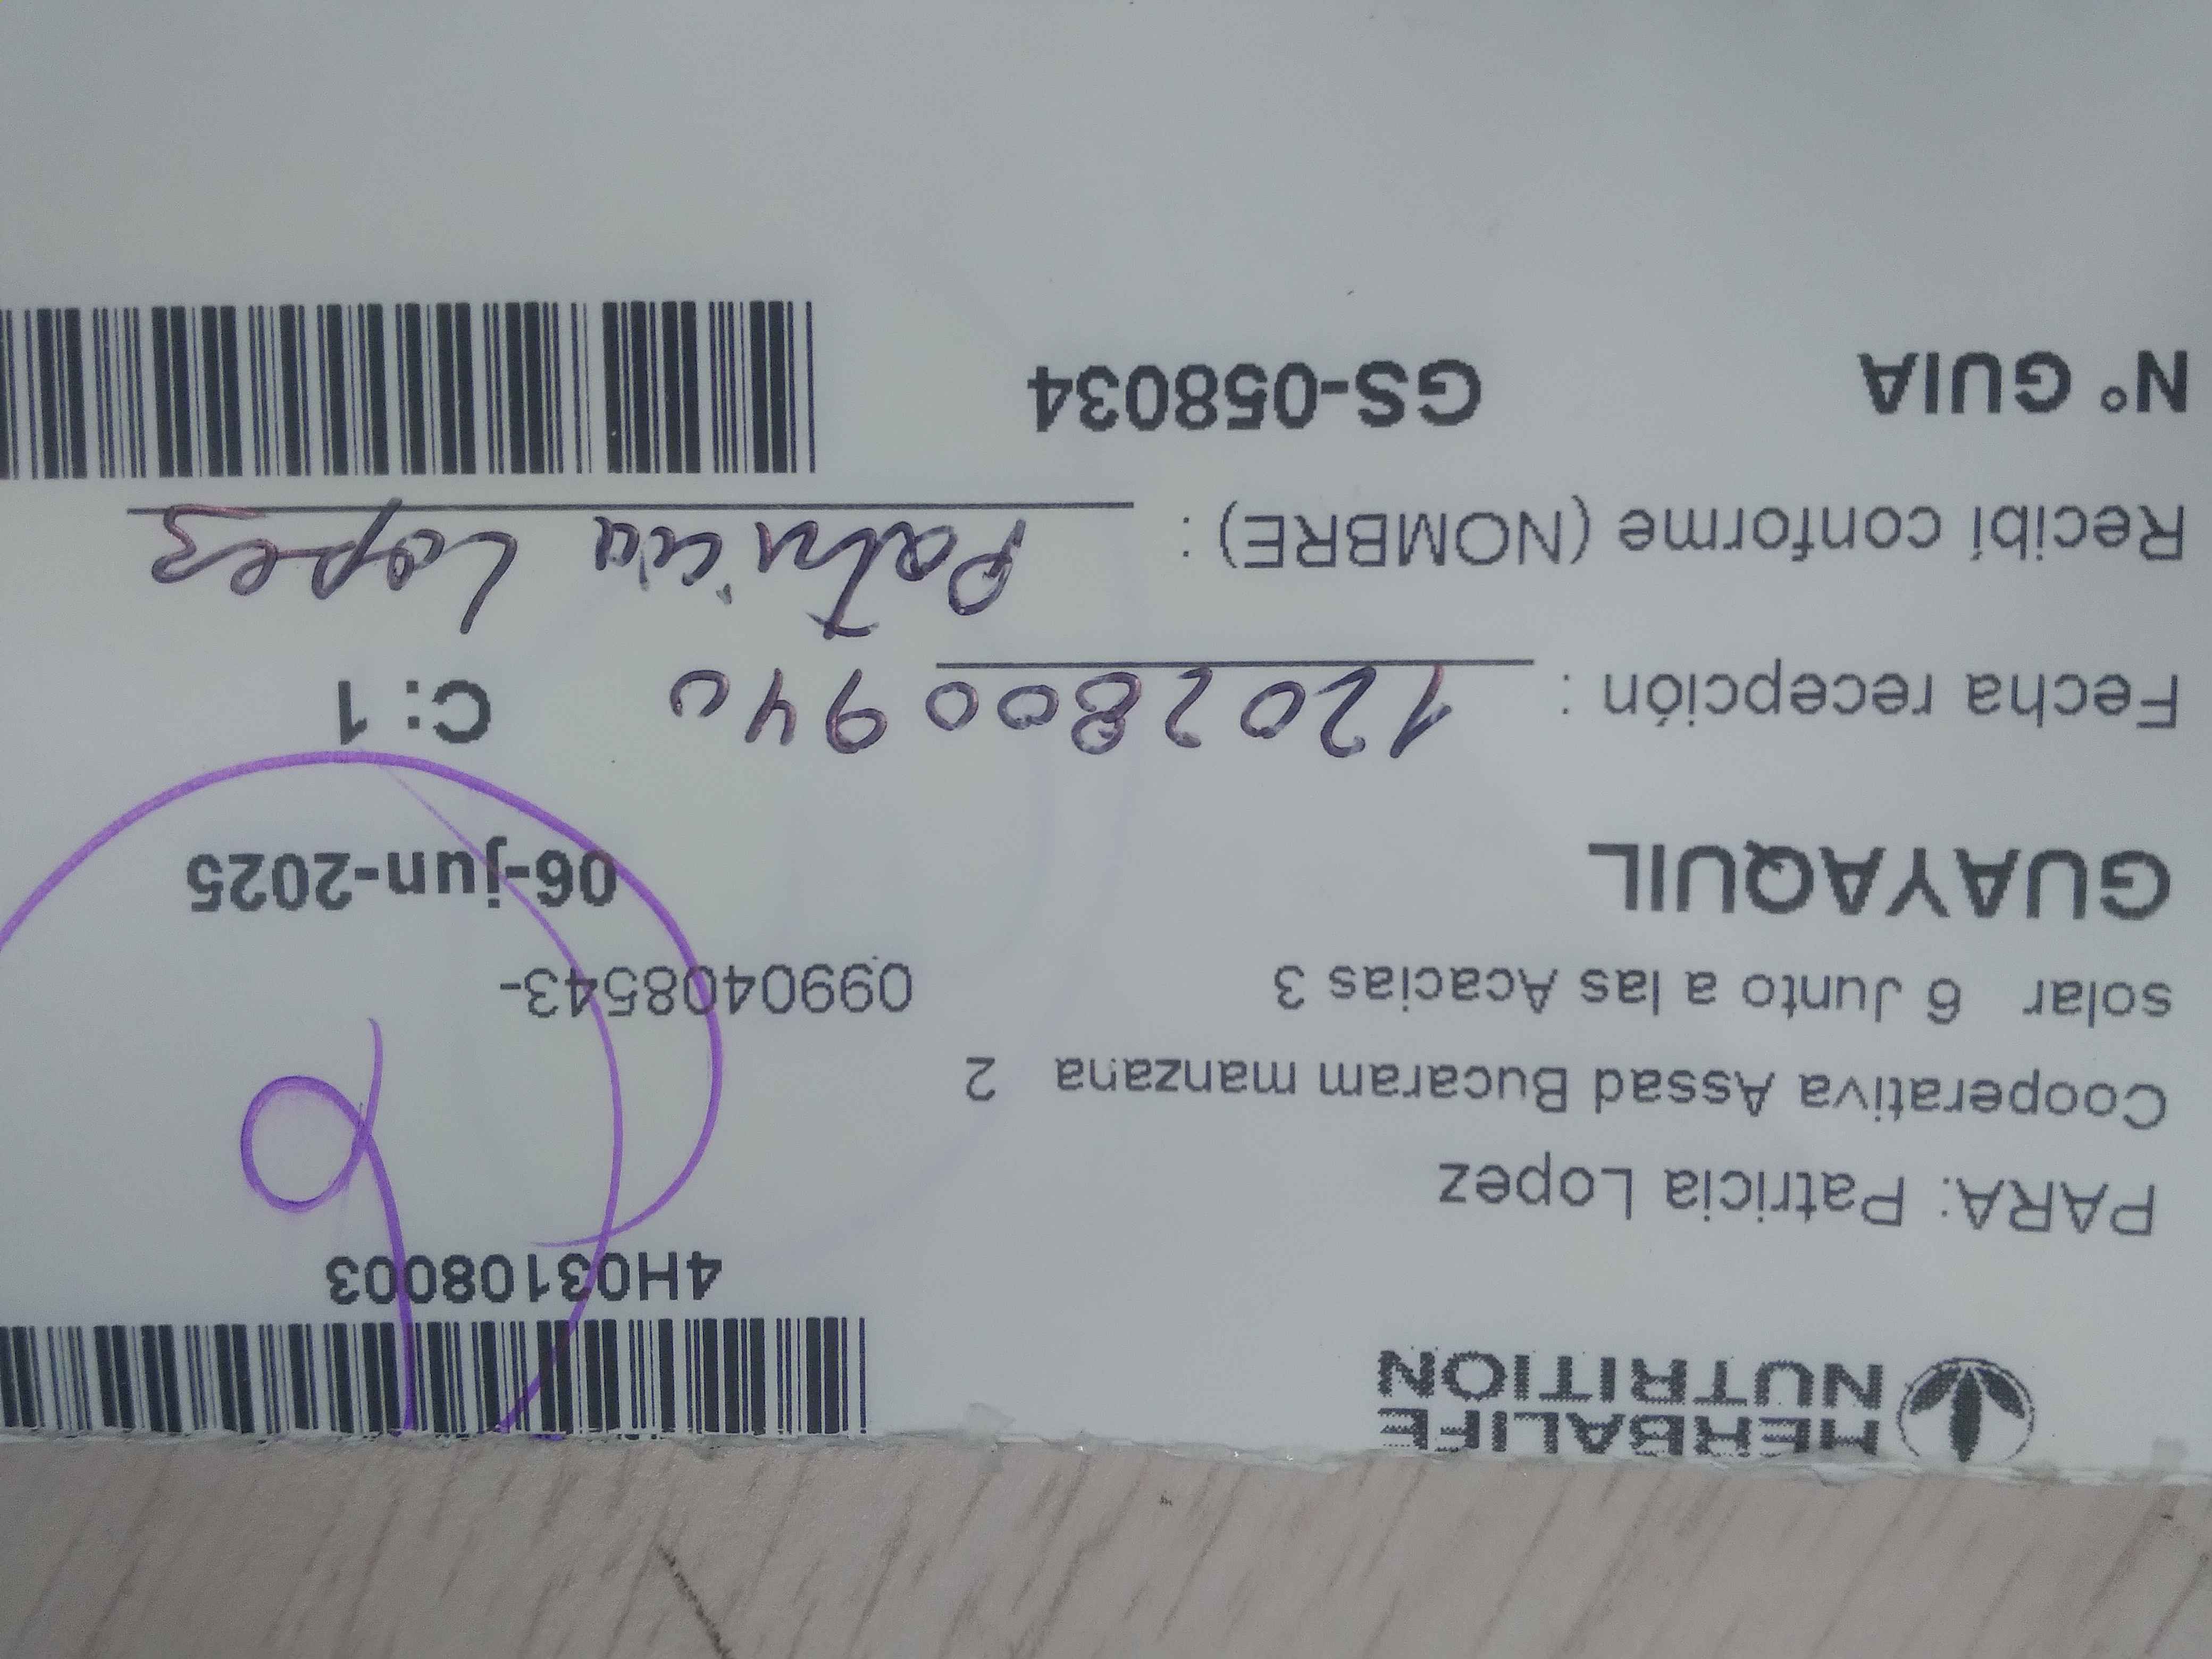 HERBALIFE
NUTRITION
4H03108003
PARA: Patricia Lopez
Cooperativa Assad Bucaram manzana 2
solar 6 Junto a las Acacias 3
0990408543-
GUAYAQUIL
06-jun-2025
Fecha recepción : 1202800940
C: 1
Recibí conforme (NOMBRE) : Patricia Lopez
N° GUIA GS-058034